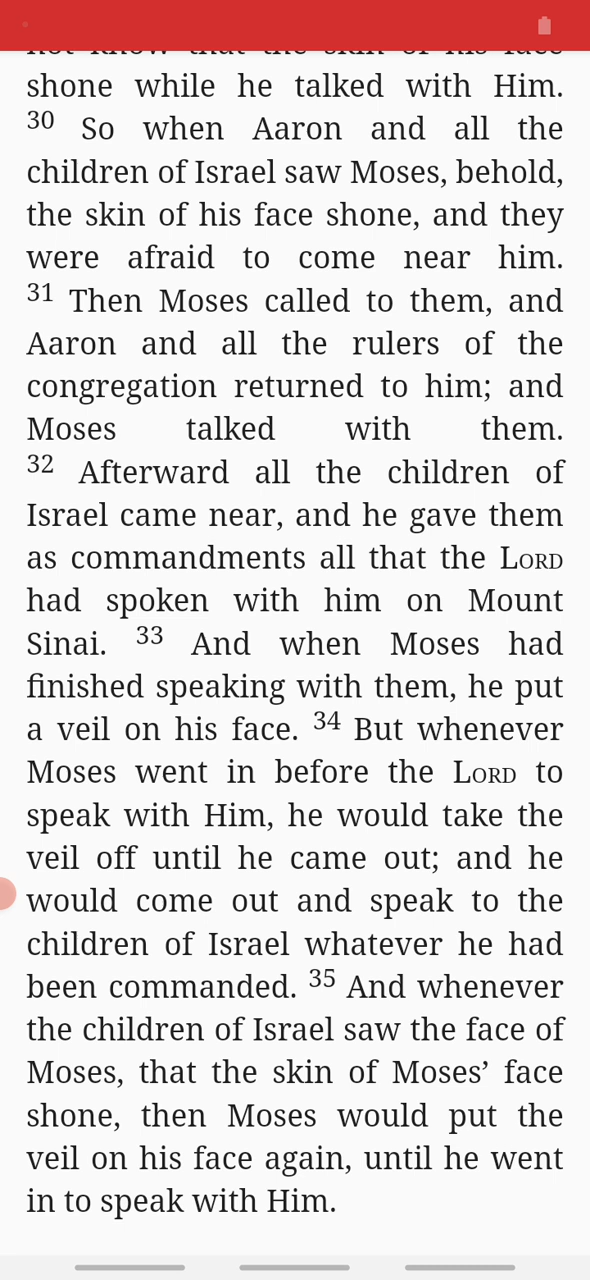 not know that the skin of his face
shone while he talked with Him.
30 So when Aaron and all the
children of Israel saw Moses, behold,
the skin of his face shone, and they
were afraid to come near him.
31 Then Moses called to them, and
Aaron and all the rulers of the
congregation returned to him; and
Moses talked with them.
32 Afterward all the children of
Israel came near, and he gave them
as commandments all that the LORD
had spoken with him on Mount
Sinai. 33 And when Moses had
finished speaking with them, he put
a veil on his face. 34 But whenever
Moses went in before the LORD to
speak with Him, he would take the
veil off until he came out; and he
would come out and speak to the
children of Israel whatever he had
been commanded. 35 And whenever
the children of Israel saw the face of
Moses, that the skin of Moses’ face
shone, then Moses would put the
veil on his face again, until he went
in to speak with Him.